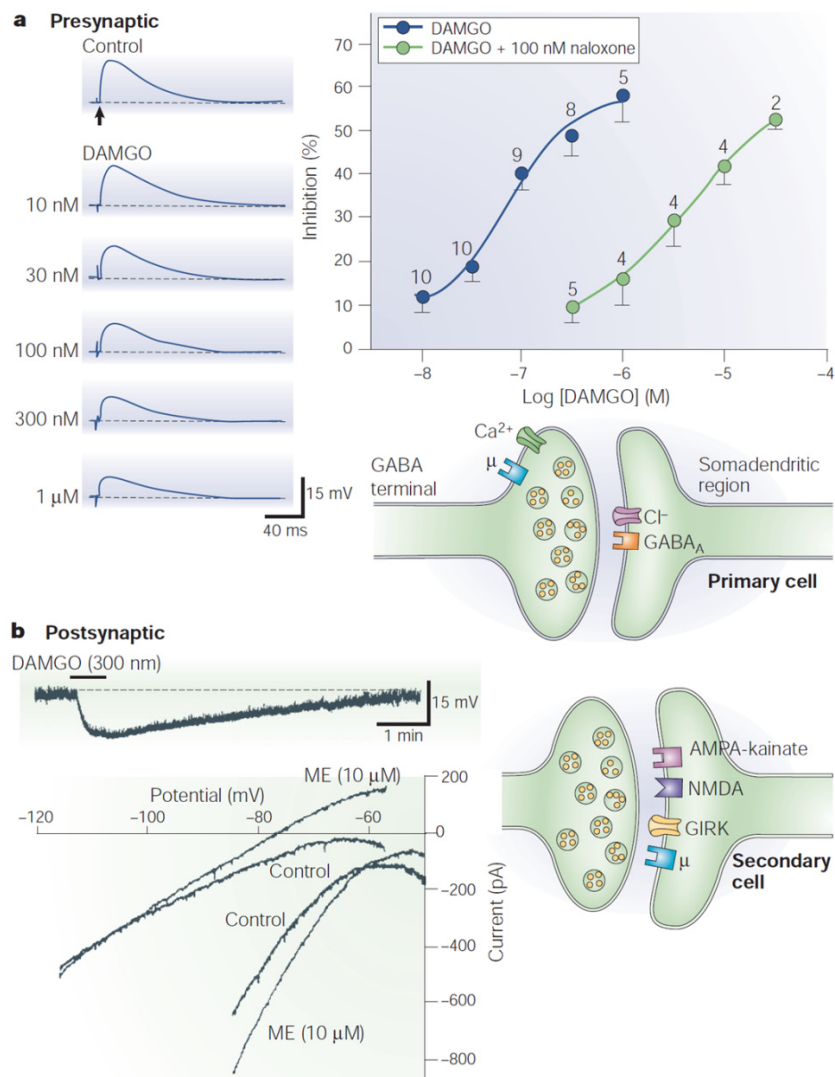 a Presynaptic
Control
DAMGO
10 nM
30 nM
100 nM
300 nM
1 μM
15 mV
40 ms
DAMGO
DAMGO + 100 nM naloxone
Inhibition (%)
70
60
50
40
30
20
10
0
10
10
9
8
5
5
4
4
4
2
–8
–7
–6
–5
–4
Log [DAMGO] (M)
Ca2+
μ
GABA
terminal
Somadendritic
region
Cl–
GABAA
Primary cell
b Postsynaptic
DAMGO (300 nm)
15 mV
1 min
ME (10 μM)
Potential (mV)
–120
–100
–80
–60
200
0
–200
–400
–600
–800
Current (pA)
Control
Control
ME (10 μM)
AMPA-kainate
NMDA
GIRK
μ
Secondary
cell